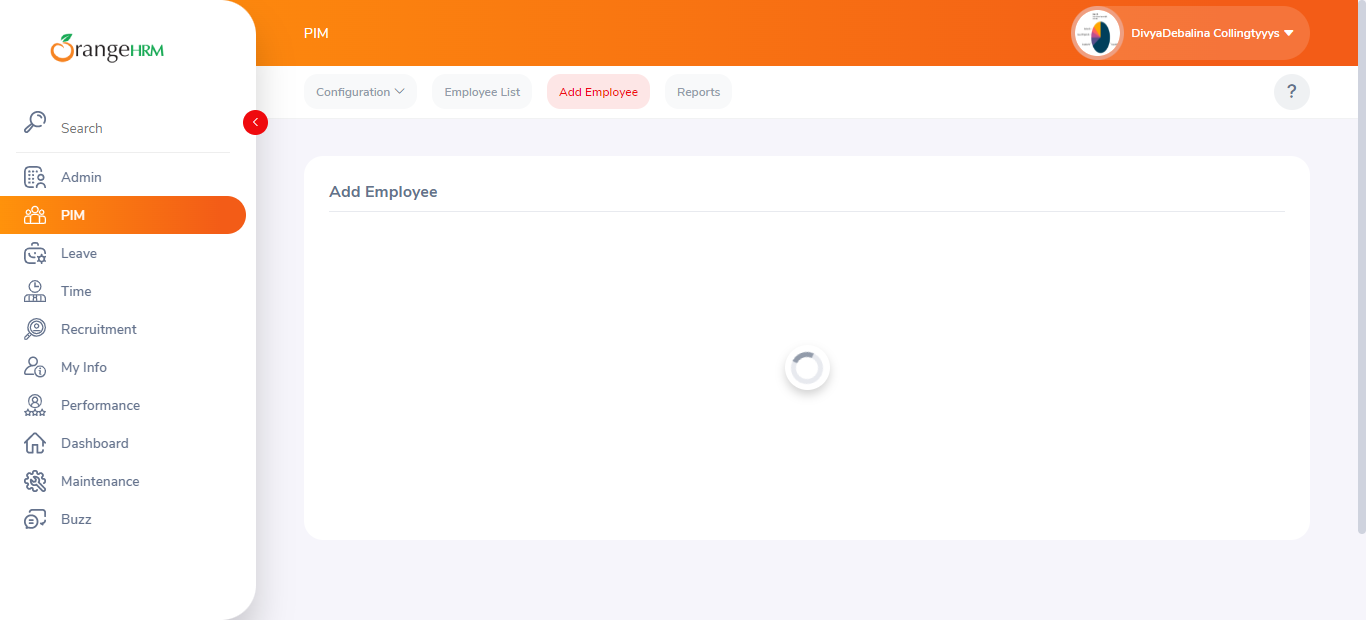 OrangeHRM
PIM
DivyaDebalina Collingtyyys
Configuration
Employee List
Add Employee
Reports
?
Search
Admin
PIM
Leave
Time
Recruitment
My Info
Performance
Dashboard
Maintenance
Buzz
Add Employee